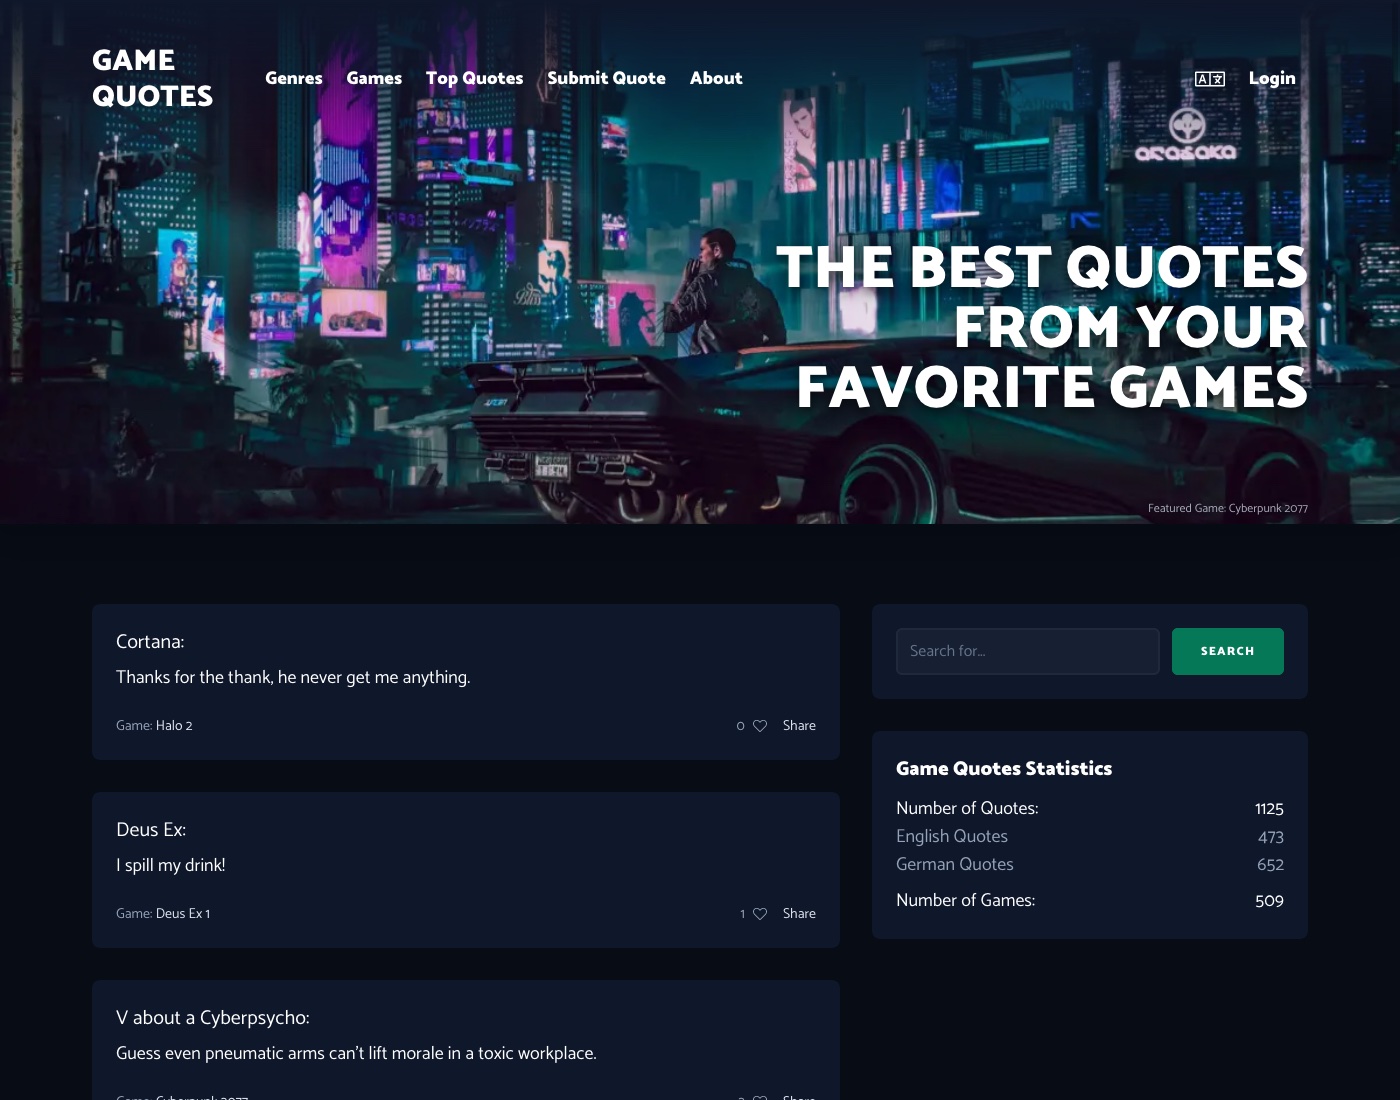 GAME
QUOTES
Genres Games Top Quotes Submit Quote About
Login
arasaka
THE BEST QUOTES
FROM YOUR
FAVORITE GAMES
Featured Game: Cyberpunk 2077
Cortana:
Thanks for the thank, he never get me anything.
Game: Halo 2
0 Share
Search for...
SEARCH
Game Quotes Statistics
Number of Quotes: 1125
English Quotes 473
German Quotes 652
Number of Games: 509
Deus Ex:
I spill my drink!
Game: Deus Ex 1
1 Share
V about a Cyberpsycho:
Guess even pneumatic arms can't lift morale in a toxic workplace.
Game: Cyberpunk 2077
Share